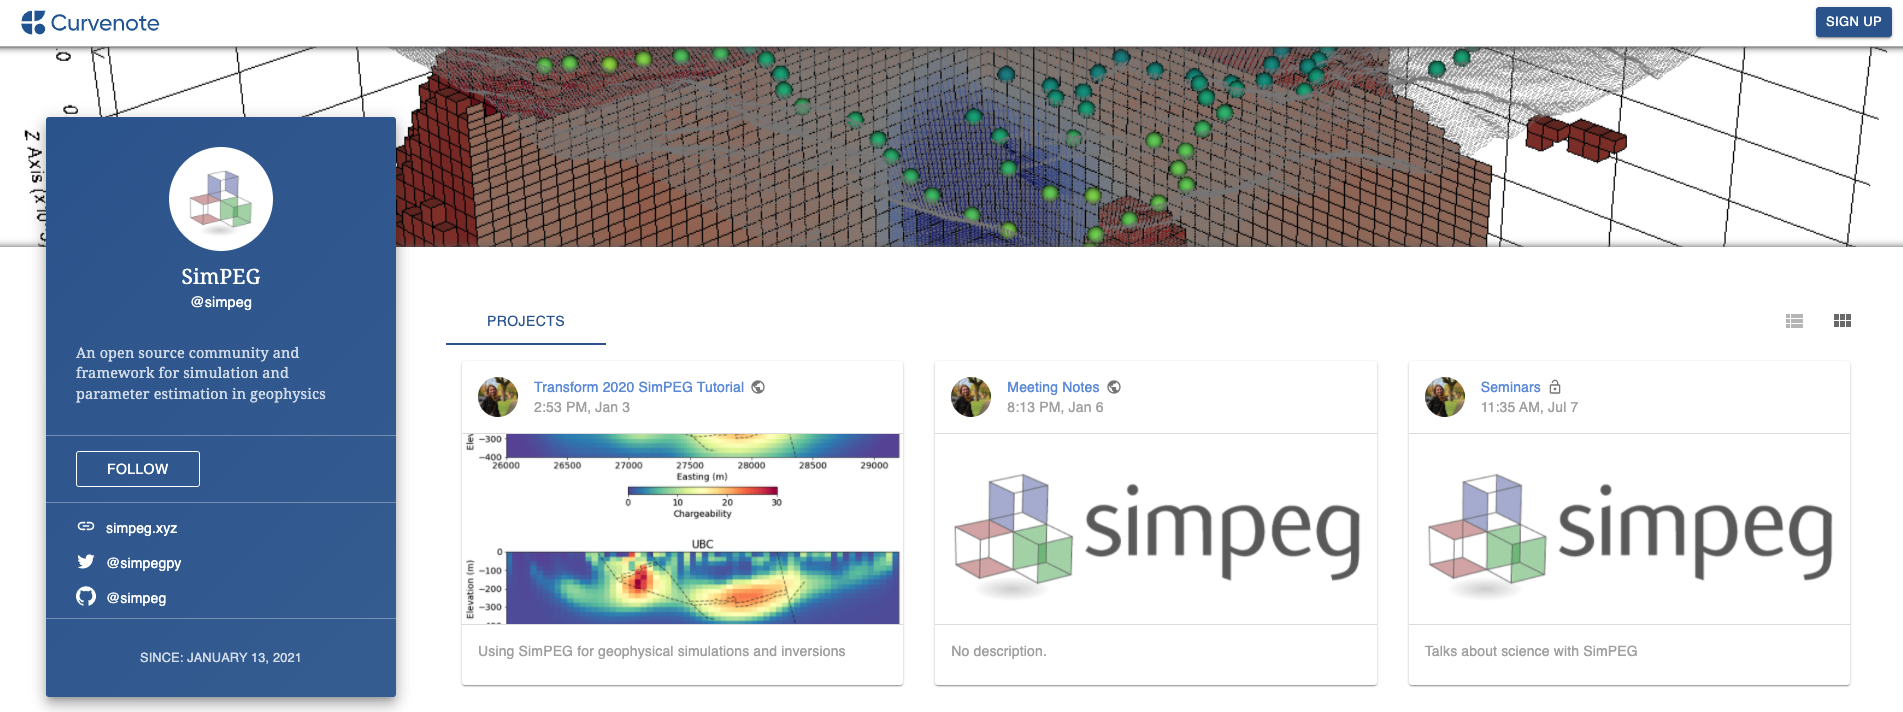 Curvenote
SIGN UP
0
Z Axis (x10
SimPEG
@simpeg
An open source community and
framework for simulation and
parameter estimation in geophysics
FOLLOW
simpeg.xyz
@simpegpy
@simpeg
SINCE: JANUARY 13, 2021
PROJECTS
Transform 2020 SimPEG Tutorial
2:53 PM, Jan 3
−300
−400
26000 26500 27000 27500 28000 28500 29200
Easting (m)
0 10 20 30
Chargeability
UBC
Elevation (m)
0
−100
−200
−300
Using SimPEG for geophysical simulations and inversions
Meeting Notes
8:13 PM, Jan 6
simpeg
No description.
Seminars
11:35 AM, Jul 7
simpeg
Talks about science with SimPEG